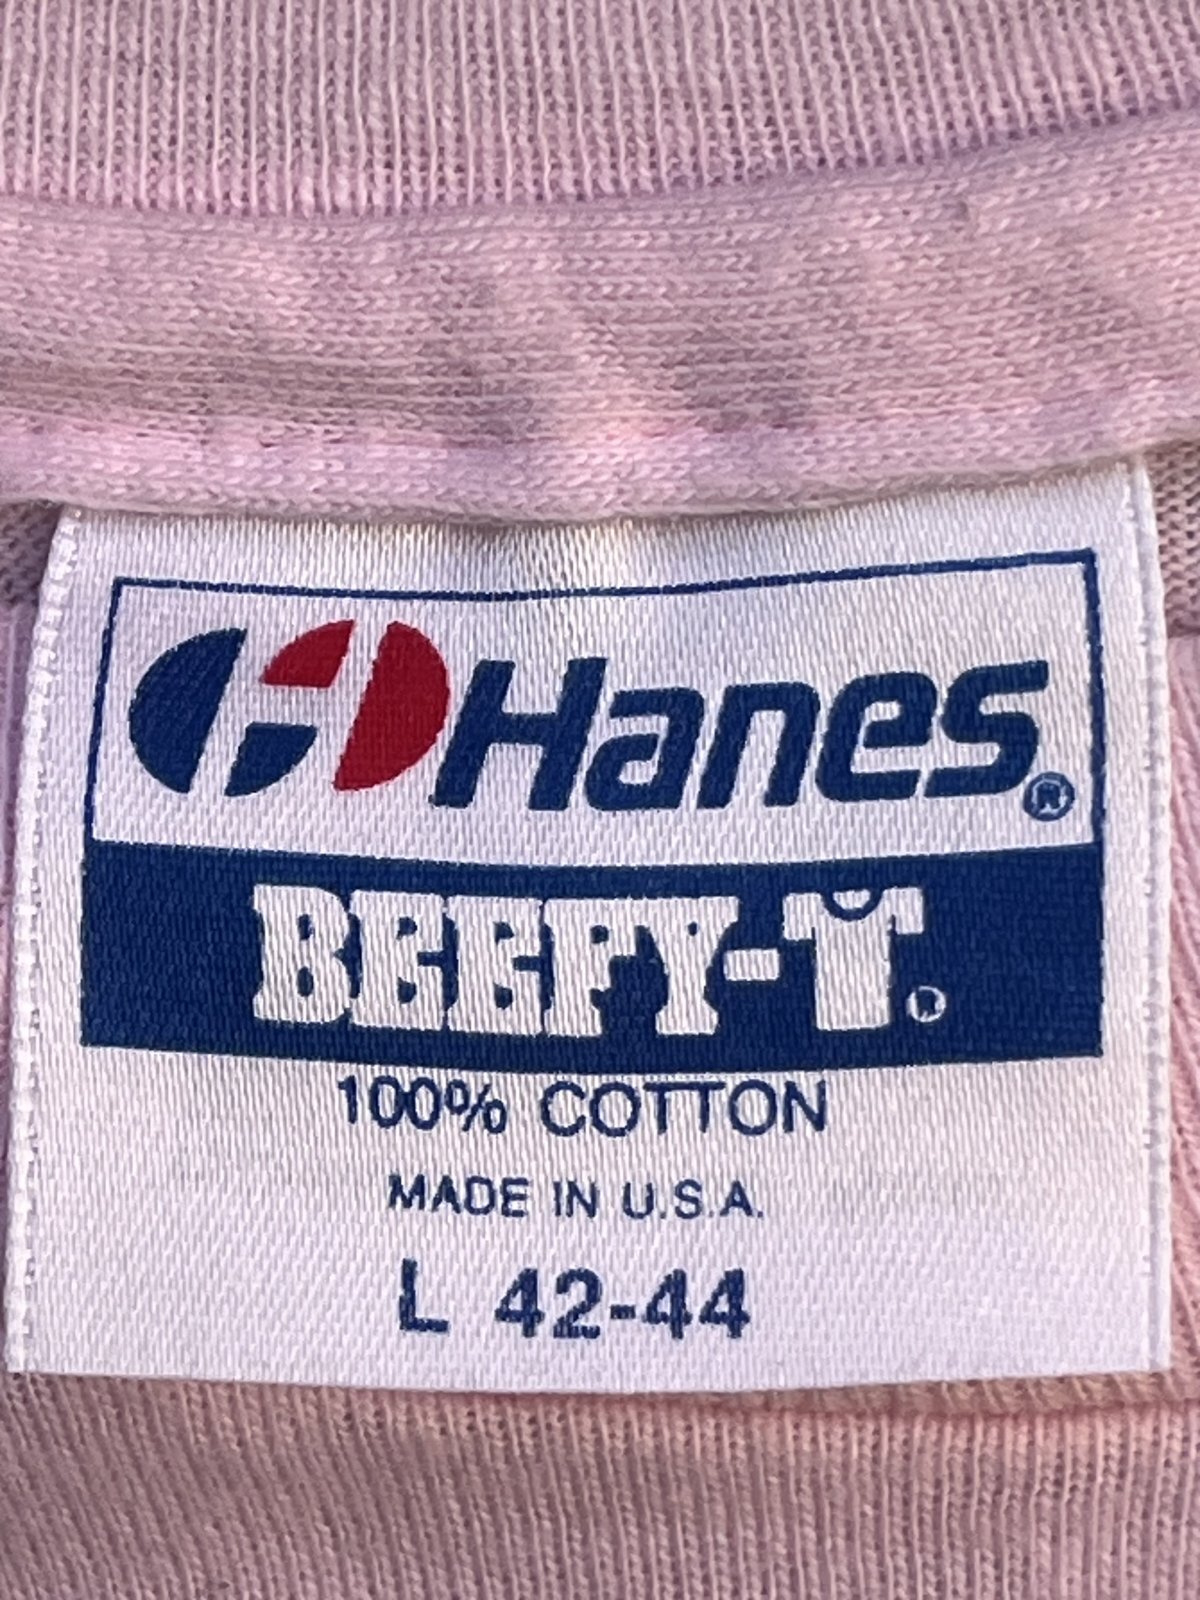 Hanes®
BEEFY-T®
100% COTTON
MADE IN U.S.A.
L 42-44